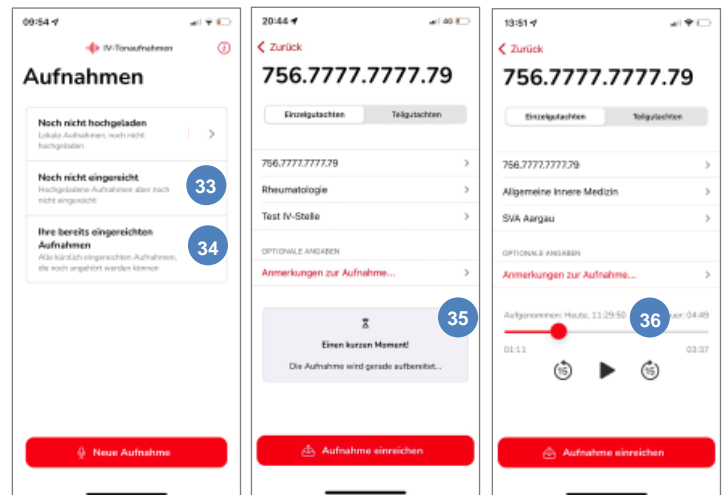 09:54
IV-Tonaufnahmen
Aufnahmen
Noch nicht hochgeladen
Lokale Aufnahmen, noch nicht
hochgeladen
Noch nicht eingereicht
Hochgeladene Aufnahmen aber noch
nicht eingereicht
33
Ihre bereits eingereichten
Aufnahmen
Alle kürzlich eingereichten Aufnahmen,
die noch angehört werden können
34
Neue Aufnahme
20:44
4G
Zurück
756.7777.7777.79
Einzelgutachten Teilgutachten
756.7777.7777.79
Rheumatologie
Test IV-Stelle
OPTIONALE ANGABEN
Anmerkungen zur Aufnahme...
35
Einen kurzen Moment!
Die Aufnahme wird gerade aufbereitet...
Aufnahme einreichen
13:51
Zurück
756.7777.7777.79
Einzelgutachten Teilgutachten
756.7777.7777.79
Allgemeine Innere Medizin
SVA Aargau
OPTIONALE ANGABEN
Anmerkungen zur Aufnahme...
Aufgenommen: Heute, 11:29:50 36 uer: 04:49
01:11 03:37
15 15
Aufnahme einreichen